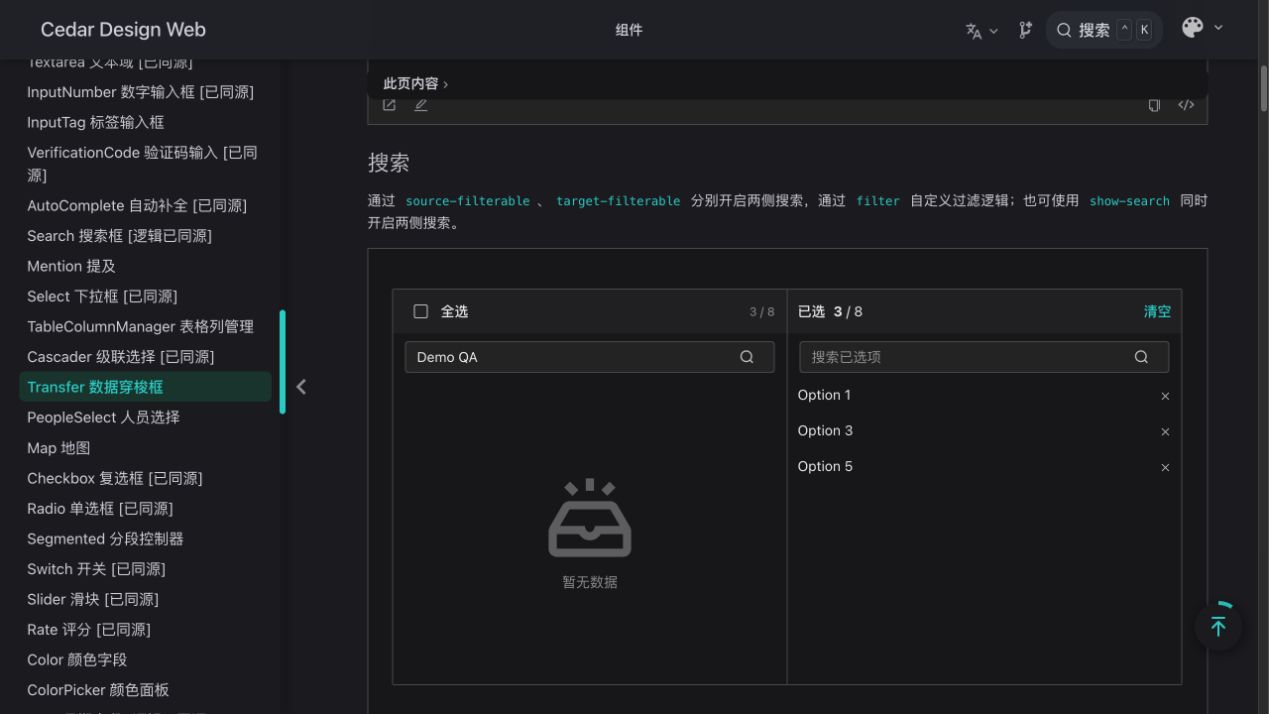 Cedar Design Web
组件
搜索 ^ K
Textarea 文本域 [已同源]
InputNumber 数字输入框 [已同源]
InputTag 标签输入框
VerificationCode 验证码输入 [已同
源]
AutoComplete 自动补全 [已同源]
Search 搜索框 [逻辑已同源]
Mention 提及
Select 下拉框 [已同源]
TableColumnManager 表格列管理
Cascader 级联选择 [已同源]
Transfer 数据穿梭框
PeopleSelect 人员选择
Map 地图
Checkbox 复选框 [已同源]
Radio 单选框 [已同源]
Segmented 分段控制器
Switch 开关 [已同源]
Slider 滑块 [已同源]
Rate 评分 [已同源]
Color 颜色字段
ColorPicker 颜色面板
此页内容 ›
搜索
通过 source-filterable 、 target-filterable 分别开启两侧搜索，通过 filter 自定义过滤逻辑；也可使用 show-search 同时
开启两侧搜索。
全选 3 / 8
Demo QA
暂无数据
已选 3 / 8 清空
搜索已选项
Option 1
Option 3
Option 5